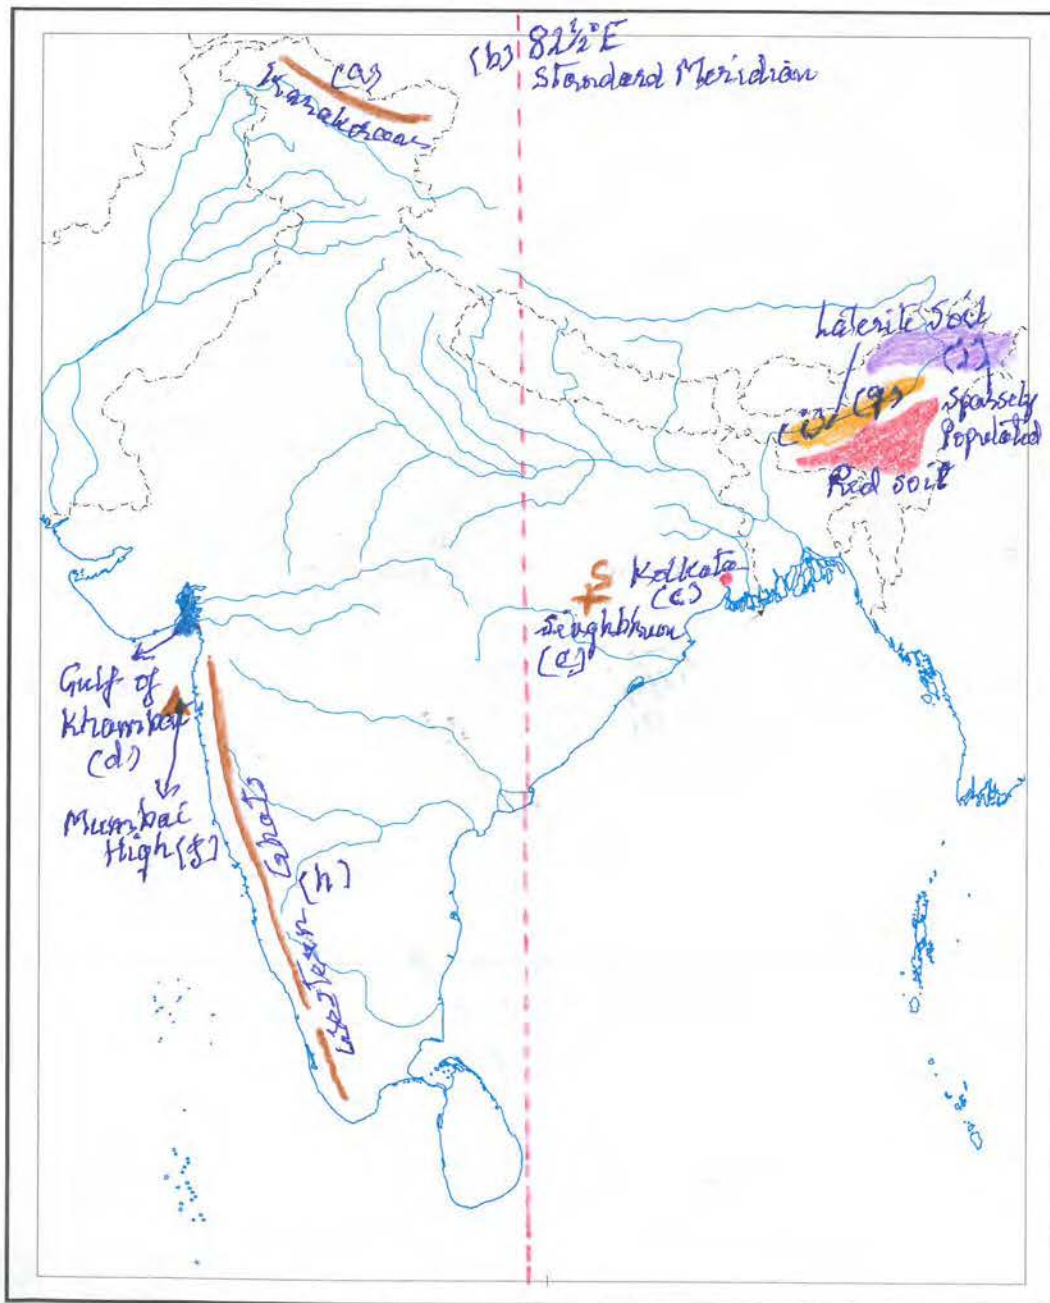 (b) 82½°E
Standard Meridian
(a)
Karakoram
Laterite Soil
(j)
(i) (g)
Sparsely
Populated
Red soil
S
Kolkata
(c)
Singhbhum
(e)
Gulf of
Khambat
(d)
Mumbai
High (f)
Western Ghats
(h)